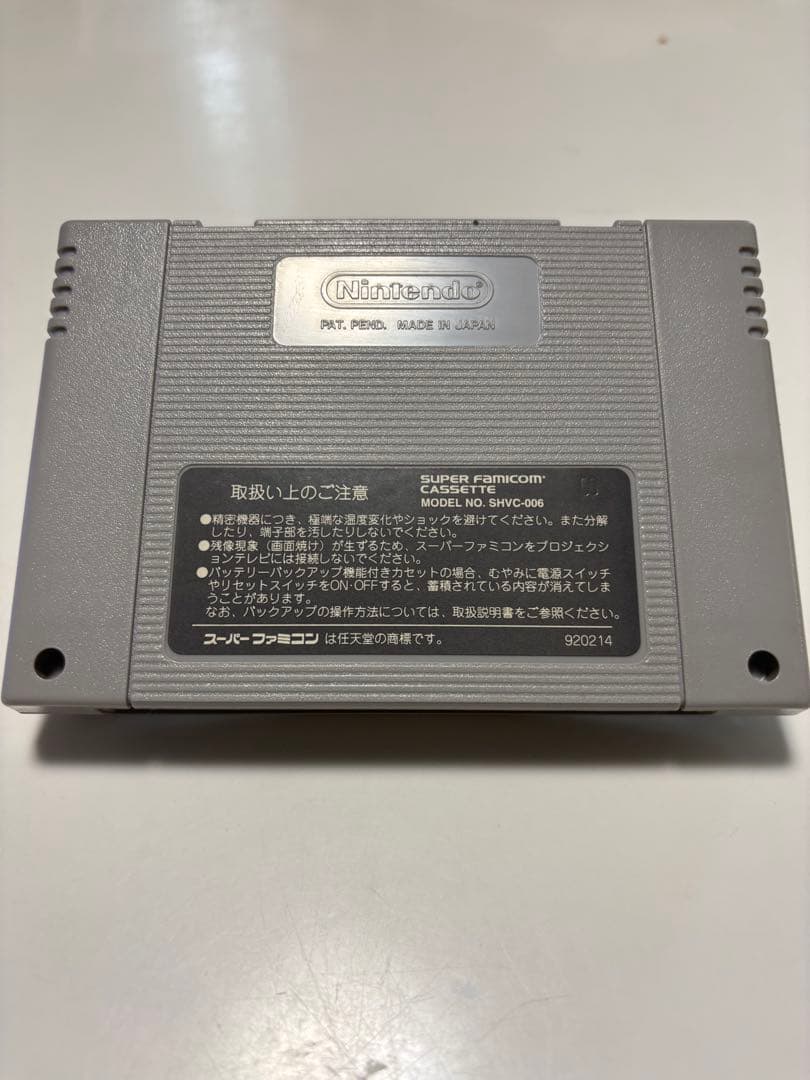 Nintendo®
PAT. PEND. MADE IN JAPAN
取扱い上のご注意
SUPER FAMICOM
CASSETTE
MODEL NO. SHVC-006
●精密機器につき、極端な温度変化やショックを避けてください。また分解
したり、端子部を汚したりしないでください。
●残像現象（画面焼け）が生ずるため、スーパーファミコンをプロジェクシ
ョンテレビには接続しないでください。
●バッテリーバックアップ機能付きカセットの場合、むやみに電源スイッチ
やリセットスイッチをON·OFFすると、蓄積されている内容が消えてしま
うことがあります。
なお、バックアップの操作方法については、取扱説明書をご参照ください。
スーパーファミコン は任天堂の商標です。
920214